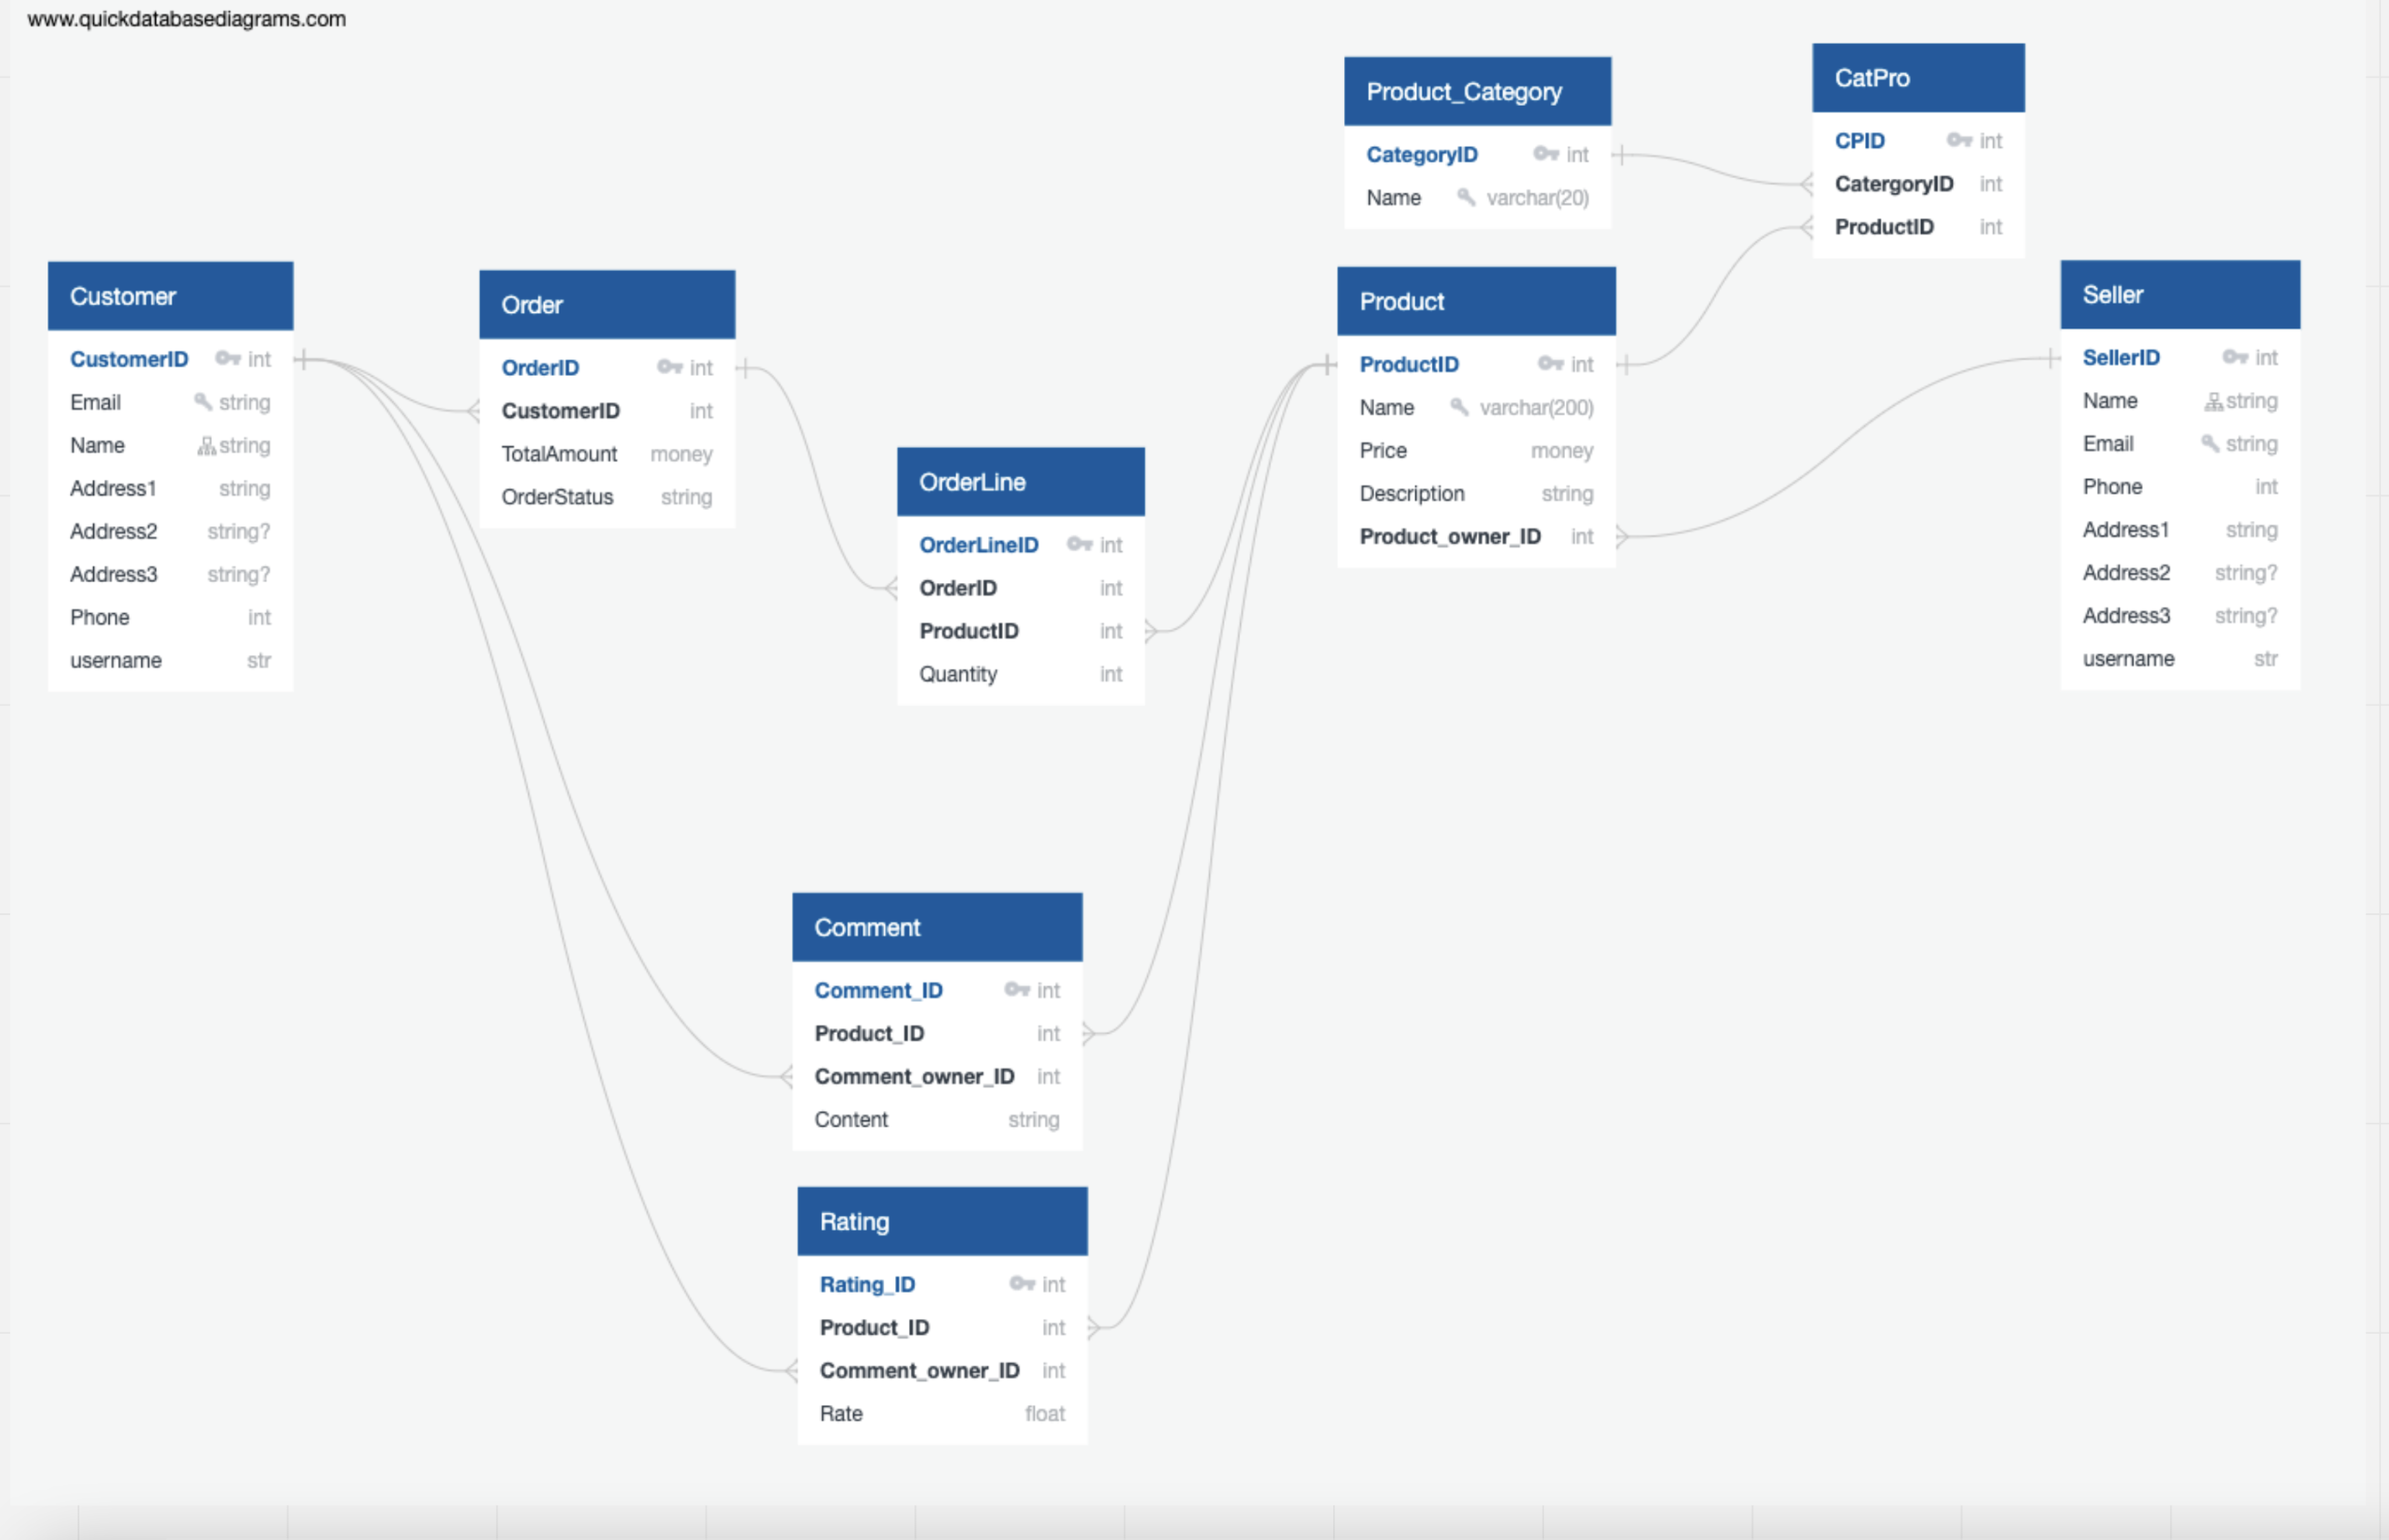 www.quickdatabasediagrams.com
Customer
CustomerID int
Email string
Name string
Address1 string
Address2 string?
Address3 string?
Phone int
username str
Order
OrderID int
CustomerID int
TotalAmount money
OrderStatus string
OrderLine
OrderLineID int
OrderID int
ProductID int
Quantity int
Comment
Comment_ID int
Product_ID int
Comment_owner_ID int
Content string
Rating
Rating_ID int
Product_ID int
Comment_owner_ID int
Rate float
Product_Category
CategoryID int
Name varchar(20)
Product
ProductID int
Name varchar(200)
Price money
Description string
Product_owner_ID int
CatPro
CPID int
CatergoryID int
ProductID int
Seller
SellerID int
Name string
Email string
Phone int
Address1 string
Address2 string?
Address3 string?
username str